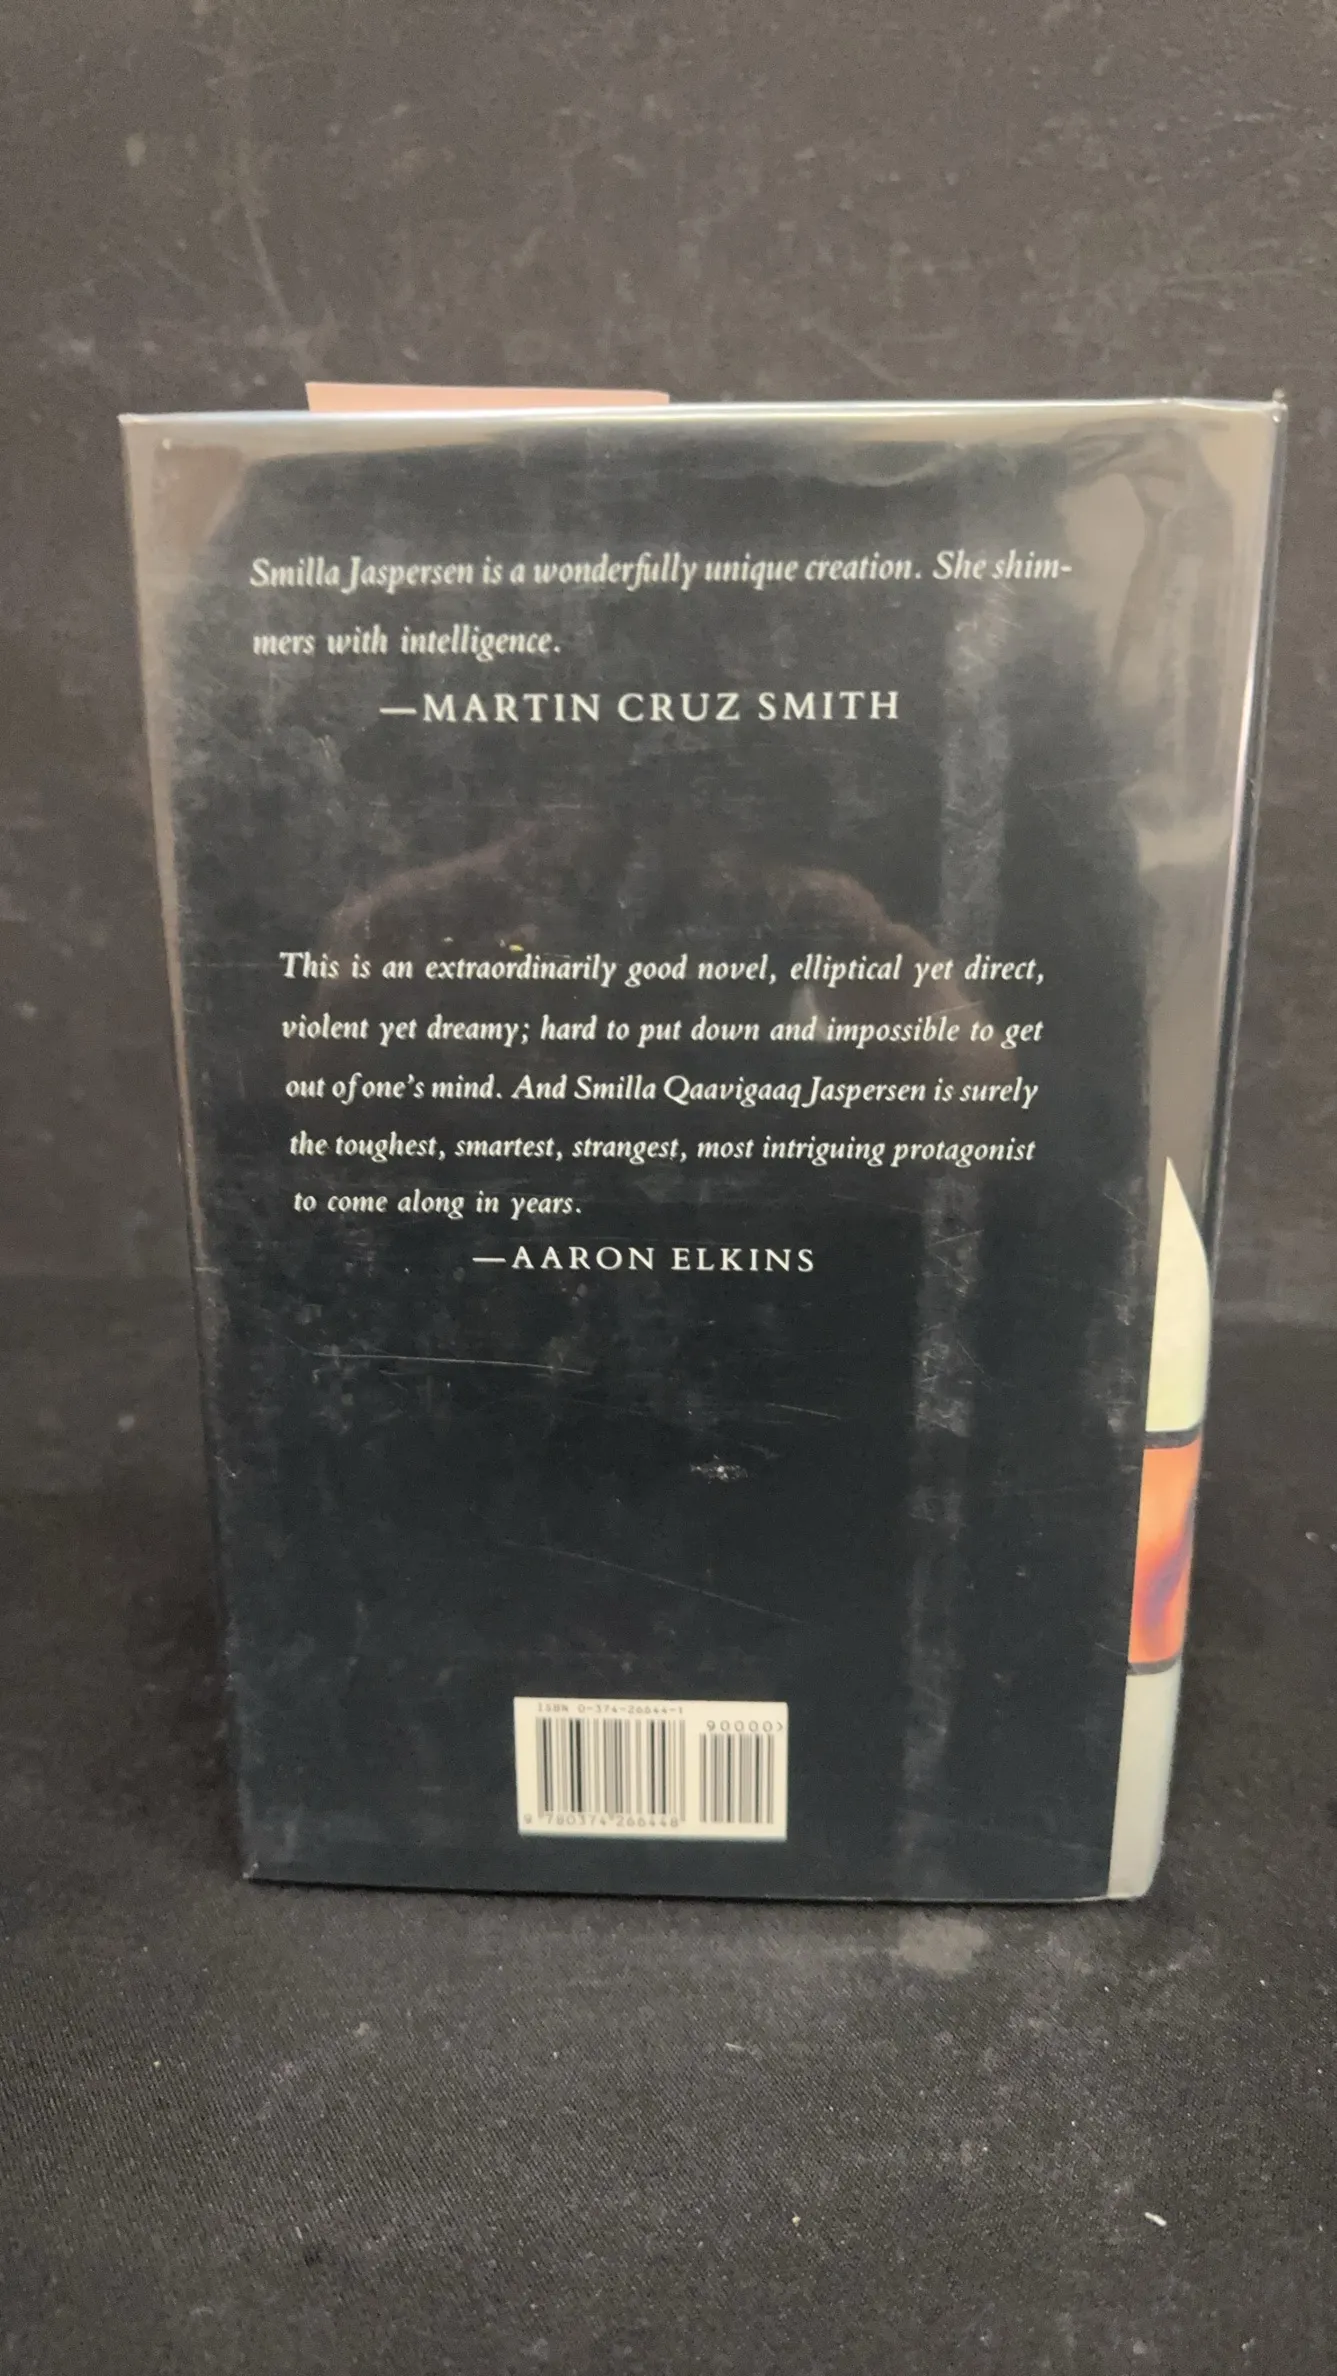 Smilla Jaspersen is a wonderfully unique creation. She shim-
mers with intelligence.
—MARTIN CRUZ SMITH
This is an extraordinarily good novel, elliptical yet direct,
violent yet dreamy; hard to put down and impossible to get
out of one's mind. And Smilla Qaavigaaq Jaspersen is surely
the toughest, smartest, strangest, most intriguing protagonist
to come along in years.
—AARON ELKINS
ISBN 0-374-26644-1
90000>
9 780374 266448